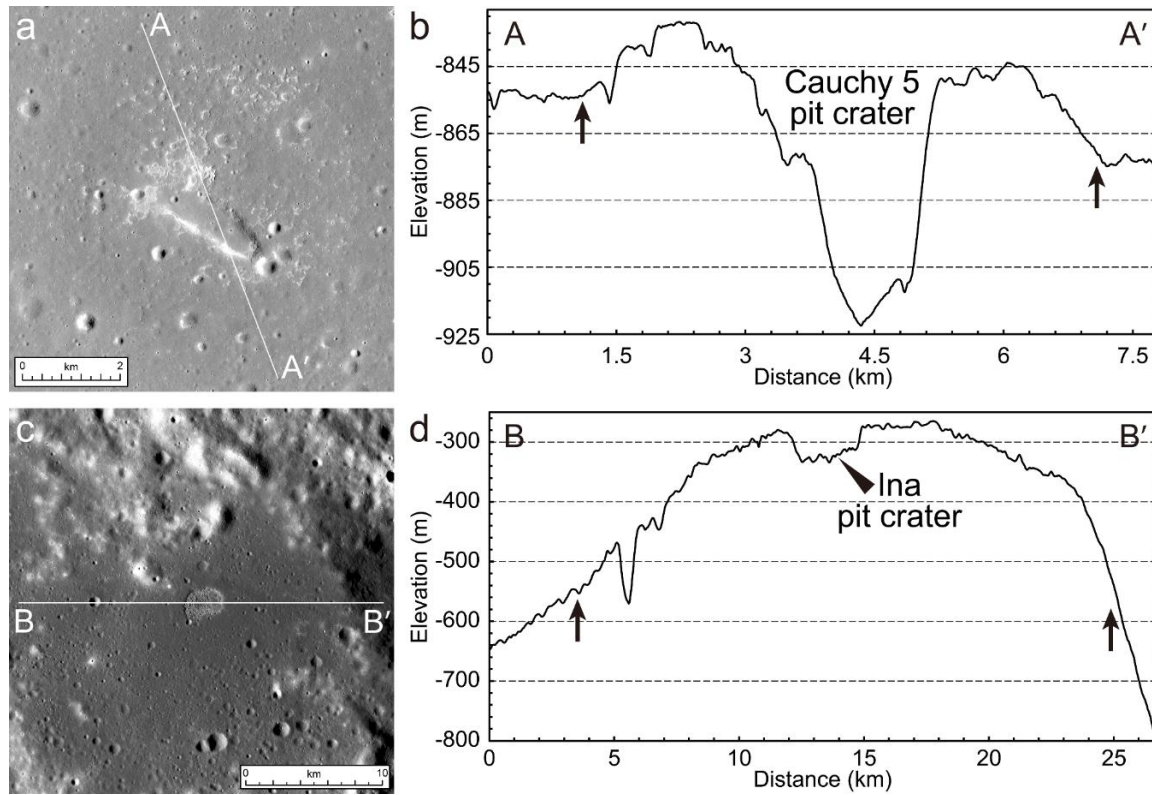 a
A
A′
0 km 2
b
A
A′
Cauchy 5
pit crater
Elevation (m)
-845
-865
-885
-905
-925
0 1.5 3 4.5 6 7.5
Distance (km)
c
B
B′
0 km 10
d
B
B′
Ina
pit crater
Elevation (m)
-300
-400
-500
-600
-700
-800
0 5 10 15 20 25
Distance (km)